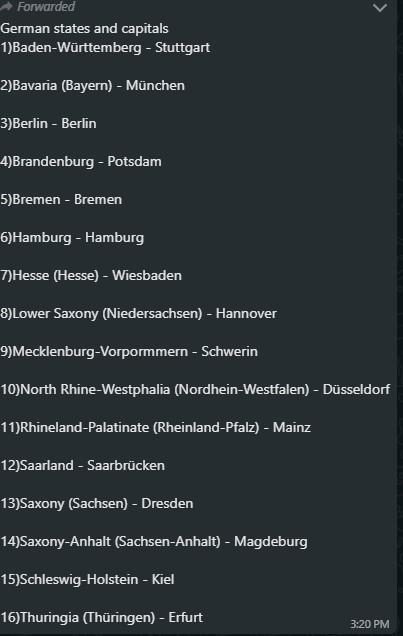 Forwarded
German states and capitals
1)Baden-Württemberg - Stuttgart
2)Bavaria (Bayern) - München
3)Berlin - Berlin
4)Brandenburg - Potsdam
5)Bremen - Bremen
6)Hamburg - Hamburg
7)Hesse (Hesse) - Wiesbaden
8)Lower Saxony (Niedersachsen) - Hannover
9)Mecklenburg-Vorpormmern - Schwerin
10)North Rhine-Westphalia (Nordhein-Westfalen) - Düsseldorf
11)Rhineland-Palatinate (Rheinland-Pfalz) - Mainz
12)Saarland - Saarbrücken
13)Saxony (Sachsen) - Dresden
14)Saxony-Anhalt (Sachsen-Anhalt) - Magdeburg
15)Schleswig-Holstein - Kiel
16)Thuringia (Thüringen) - Erfurt
3:20 PM